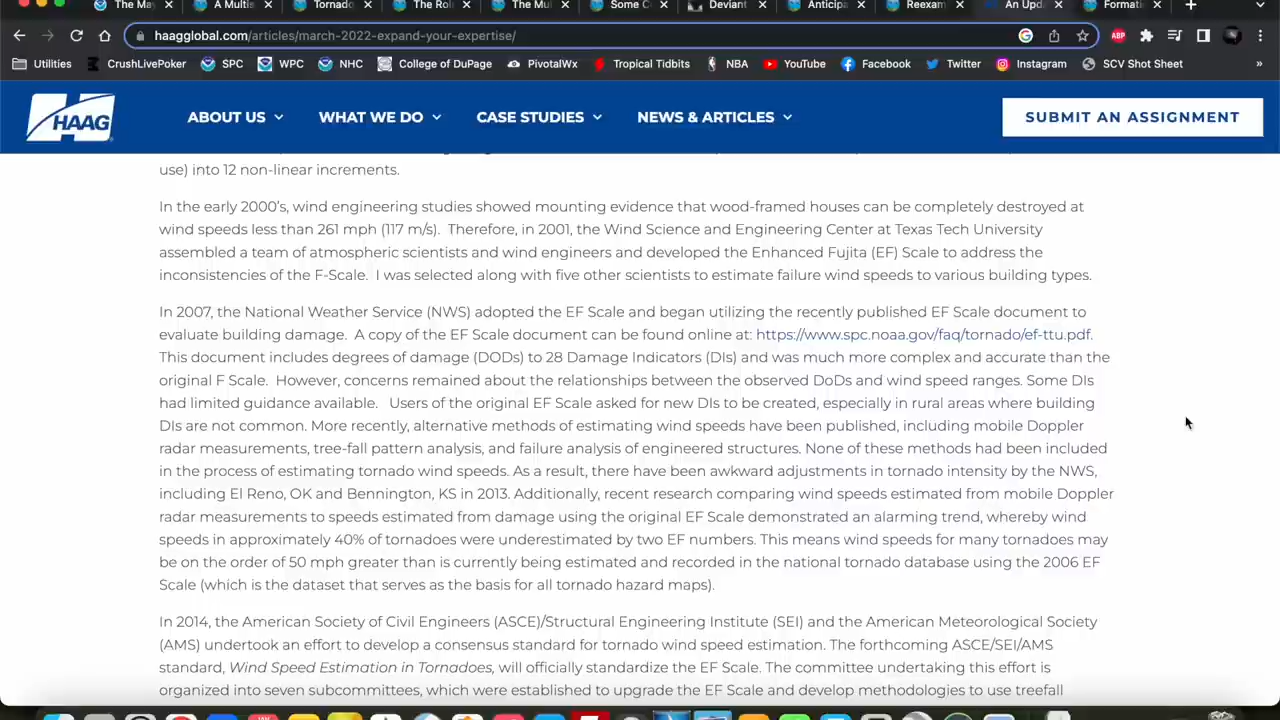 The Ma
A Multis
Tornado
The Rol
The Mul
Some C
Deviant
Anticipa
Reexam
An Upd
Formati
haagglobal.com/articles/march-2022-expand-your-expertise/
ABP
Utilities CrushLivePoker SPC WPC NHC College of DuPage PivotalWx Tropical Tidbits NBA YouTube Facebook Twitter Instagram SCV Shot Sheet »
HAAG ABOUT US WHAT WE DO CASE STUDIES NEWS & ARTICLES SUBMIT AN ASSIGNMENT
use) into 12 non-linear increments.
In the early 2000's, wind engineering studies showed mounting evidence that wood-framed houses can be completely destroyed at
wind speeds less than 261 mph (117 m/s). Therefore, in 2001, the Wind Science and Engineering Center at Texas Tech University
assembled a team of atmospheric scientists and wind engineers and developed the Enhanced Fujita (EF) Scale to address the
inconsistencies of the F-Scale. I was selected along with five other scientists to estimate failure wind speeds to various building types.
In 2007, the National Weather Service (NWS) adopted the EF Scale and began utilizing the recently published EF Scale document to
evaluate building damage. A copy of the EF Scale document can be found online at: https://www.spc.noaa.gov/faq/tornado/ef-ttu.pdf.
This document includes degrees of damage (DODs) to 28 Damage Indicators (DIs) and was much more complex and accurate than the
original F Scale. However, concerns remained about the relationships between the observed DoDs and wind speed ranges. Some DIs
had limited guidance available. Users of the original EF Scale asked for new DIs to be created, especially in rural areas where building
DIs are not common. More recently, alternative methods of estimating wind speeds have been published, including mobile Doppler
radar measurements, tree-fall pattern analysis, and failure analysis of engineered structures. None of these methods had been included
in the process of estimating tornado wind speeds. As a result, there have been awkward adjustments in tornado intensity by the NWS,
including El Reno, OK and Bennington, KS in 2013. Additionally, recent research comparing wind speeds estimated from mobile Doppler
radar measurements to speeds estimated from damage using the original EF Scale demonstrated an alarming trend, whereby wind
speeds in approximately 40% of tornadoes were underestimated by two EF numbers. This means wind speeds for many tornadoes may
be on the order of 50 mph greater than is currently being estimated and recorded in the national tornado database using the 2006 EF
Scale (which is the dataset that serves as the basis for all tornado hazard maps).
In 2014, the American Society of Civil Engineers (ASCE)/Structural Engineering Institute (SEI) and the American Meteorological Society
(AMS) undertook an effort to develop a consensus standard for tornado wind speed estimation. The forthcoming ASCE/SEI/AMS
standard, Wind Speed Estimation in Tornadoes, will officially standardize the EF Scale. The committee undertaking this effort is
organized into seven subcommittees, which were established to upgrade the EF Scale and develop methodologies to use treefall